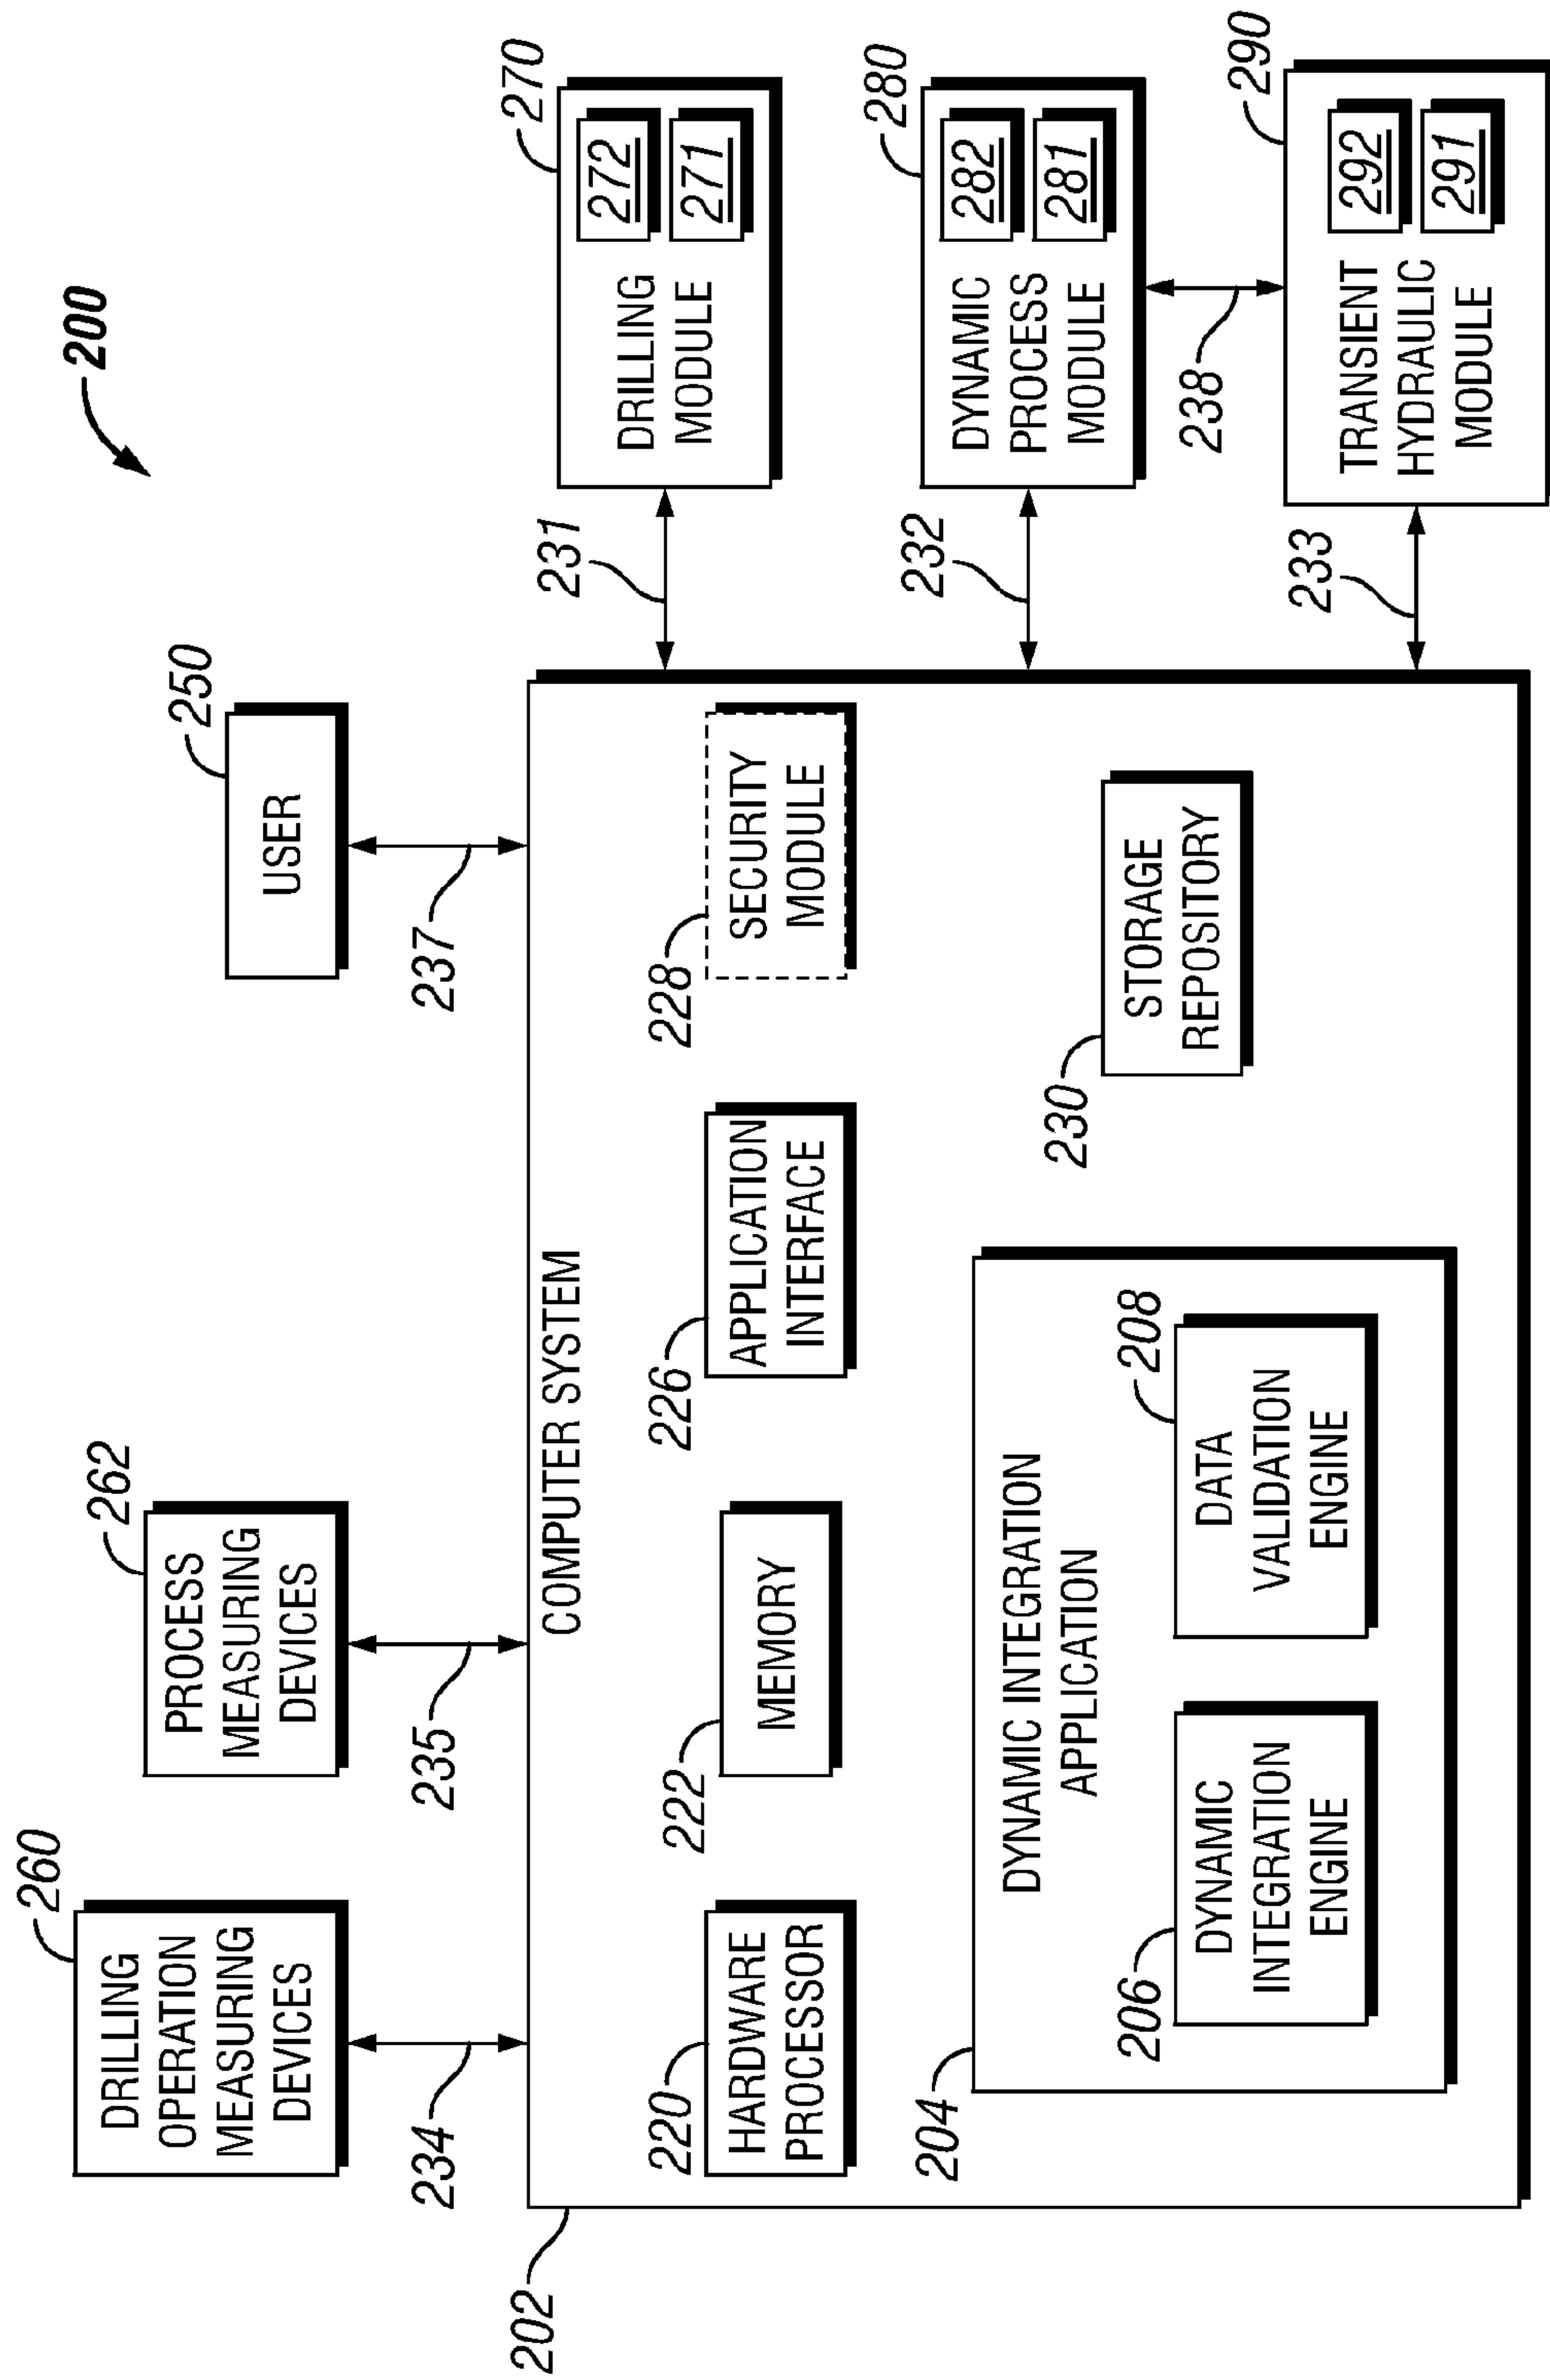 200
260
DRILLING
OPERATION
MEASURING
DEVICES
234
262
PROCESS
MEASURING
DEVICES
235
250
USER
237
202
COMPUTER SYSTEM
220
HARDWARE
PROCESSOR
222
MEMORY
226
APPLICATION
INTERFACE
228
SECURITY
MODULE
204
DYNAMIC INTEGRATION
APPLICATION
206
DYNAMIC
INTEGRATION
ENGINE
208
DATA
VALIDATION
ENGINE
230
STORAGE
REPOSITORY
231
270
DRILLING
MODULE
272
271
232
280
DYNAMIC
PROCESS
MODULE
282
281
238
233
290
TRANSIENT
HYDRAULIC
MODULE
292
291